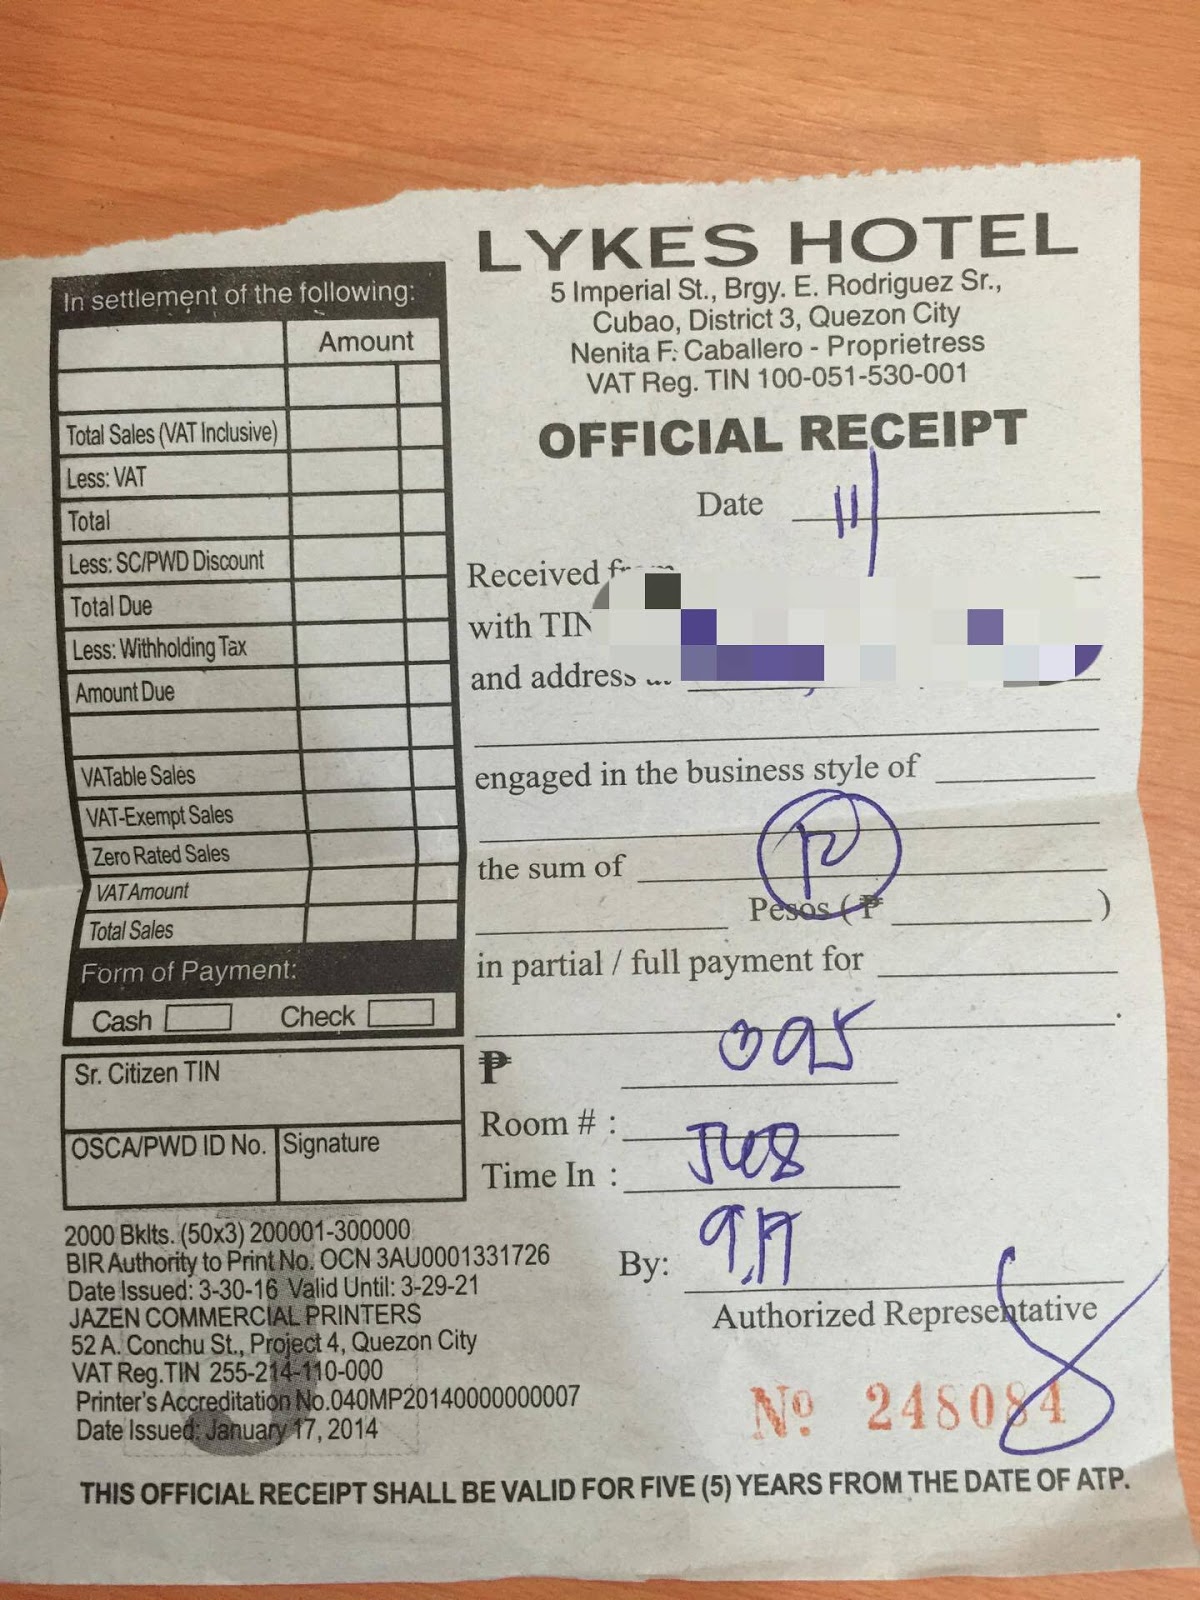 LYKES HOTEL
5 Imperial St., Brgy. E. Rodriguez Sr.,
Cubao, District 3, Quezon City
Nenita F. Caballero - Proprietress
VAT Reg. TIN 100-051-530-001
OFFICIAL RECEIPT
Date
Received
with TIN
and address
engaged in the business style of
the sum of
Pesos (₱ )
in partial / full payment for
.
₱ 095
Room # :
Time In :
By:
Authorized Representative
Nº 248084
In settlement of the following:
Amount
Total Sales (VAT Inclusive)
Less: VAT
Total
Less: SC/PWD Discount
Total Due
Less: Withholding Tax
Amount Due
VATable Sales
VAT-Exempt Sales
Zero Rated Sales
VAT Amount
Total Sales
Form of Payment:
Cash Check
Sr. Citizen TIN
OSCA/PWD ID No. Signature
2000 Bklts. (50x3) 200001-300000
BIR Authority to Print No. OCN 3AU0001331726
Date Issued: 3-30-16 Valid Until: 3-29-21
JAZEN COMMERCIAL PRINTERS
52 A. Conchu St., Project 4, Quezon City
VAT Reg.TIN 255-214-110-000
Printer's Accreditation No.040MP20140000000007
Date Issued: January 17, 2014
THIS OFFICIAL RECEIPT SHALL BE VALID FOR FIVE (5) YEARS FROM THE DATE OF ATP.